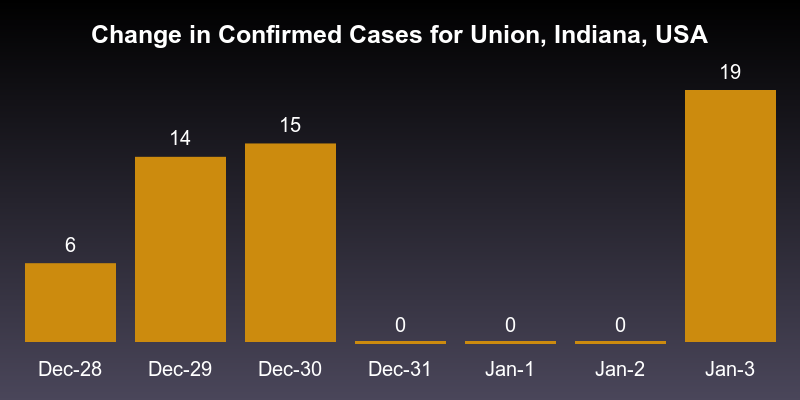 Change in Confirmed Cases for Union, Indiana, USA
19
15
14
6
0 0 0
Dec-28 Dec-29 Dec-30 Dec-31 Jan-1 Jan-2 Jan-3